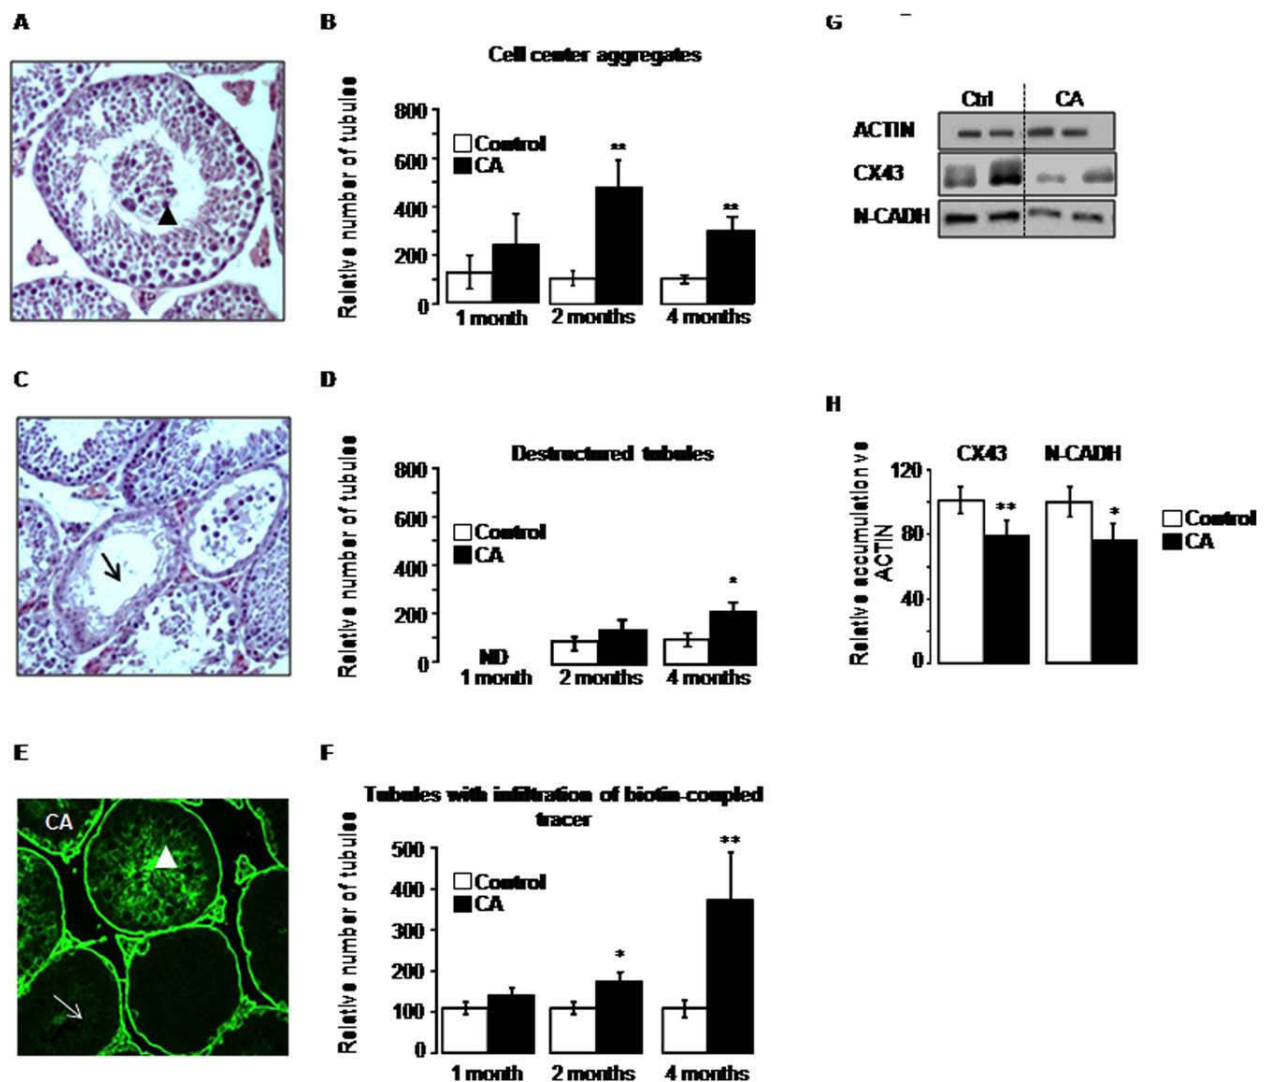 A
B
Cell center aggregates
Relative number of tubules
800
600
400
200
0
Control
CA
**
**
1 month
2 months
4 months
C
D
Destructured tubules
Relative number of tubules
800
600
400
200
0
Control
CA
*
ND
1 month
2 months
4 months
E
CA
F
Tubules with infiltration of biotin-coupled
tracer
Relative number of tubules
500
400
300
200
100
0
Control
CA
*
**
1 month
2 months
4 months
G
Ctrl
CA
ACTIN
CX43
N-CADH
H
Relative accumulation vs
ACTIN
120
80
40
0
CX43
N-CADH
**
*
Control
CA